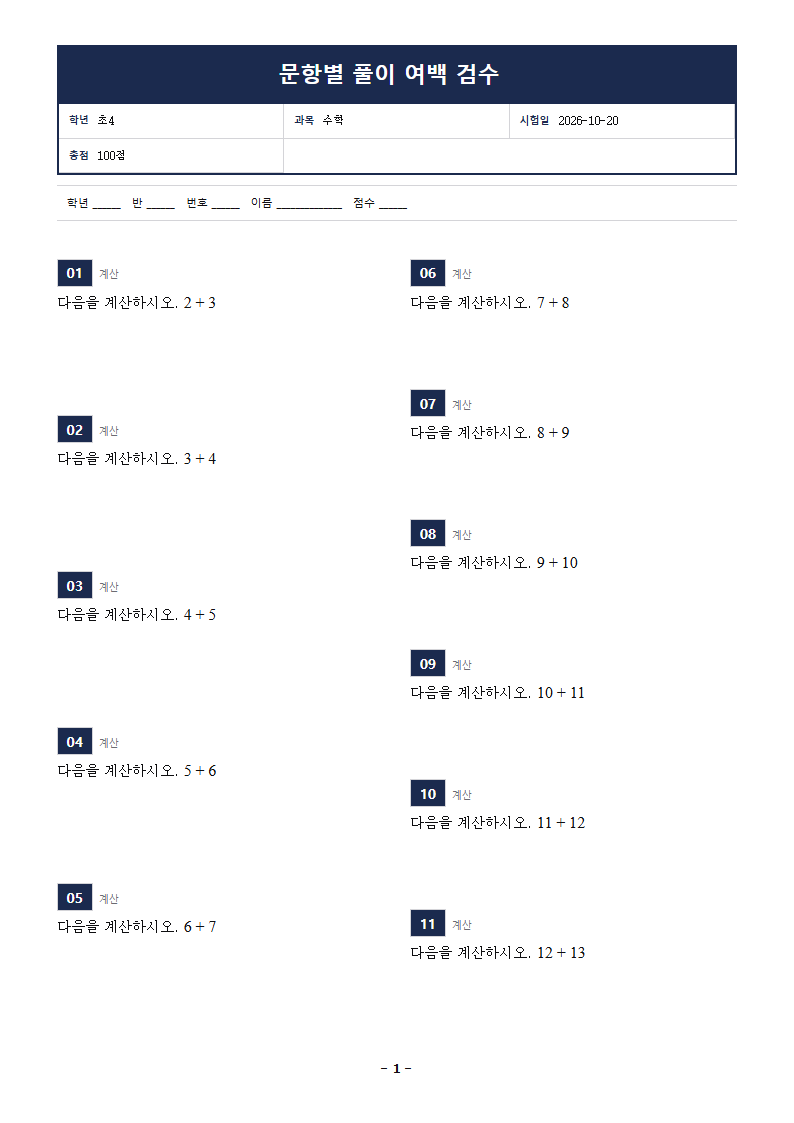 문항별 풀이 여백 검수
학년 초4 과목 수학 시험일 2026-10-20
총점 100점
학년 _____ 반 _____ 번호 _____ 이름 ____________ 점수 _____
01 계산
다음을 계산하시오. 2 + 3
02 계산
다음을 계산하시오. 3 + 4
03 계산
다음을 계산하시오. 4 + 5
04 계산
다음을 계산하시오. 5 + 6
05 계산
다음을 계산하시오. 6 + 7
06 계산
다음을 계산하시오. 7 + 8
07 계산
다음을 계산하시오. 8 + 9
08 계산
다음을 계산하시오. 9 + 10
09 계산
다음을 계산하시오. 10 + 11
10 계산
다음을 계산하시오. 11 + 12
11 계산
다음을 계산하시오. 12 + 13
- 1 -